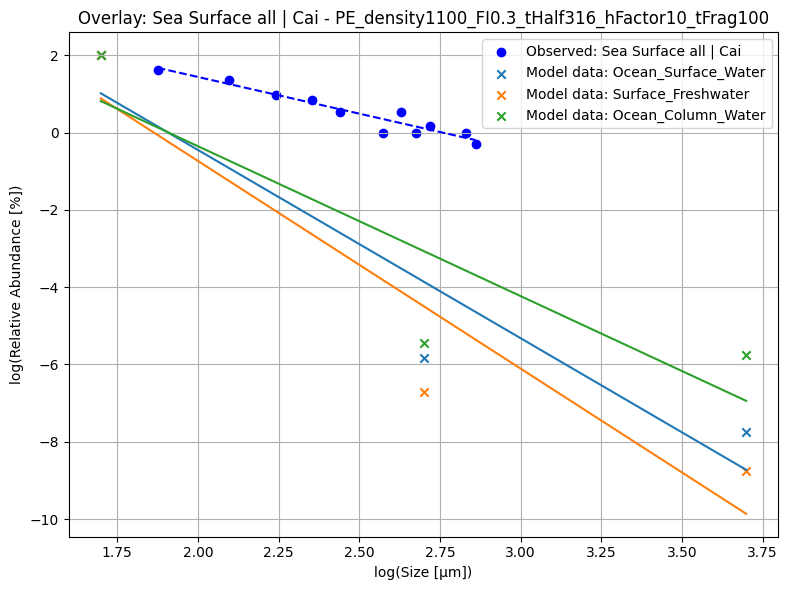 Overlay: Sea Surface all | Cai - PE_density1100_FI0.3_tHalf316_hFactor10_tFrag100
Observed: Sea Surface all | Cai
Model data: Ocean_Surface_Water
Model data: Surface_Freshwater
Model data: Ocean_Column_Water
log(Relative Abundance [%])
2
0
−2
−4
−6
−8
−10
1.75
2.00
2.25
2.50
2.75
3.00
3.25
3.50
3.75
log(Size [µm])